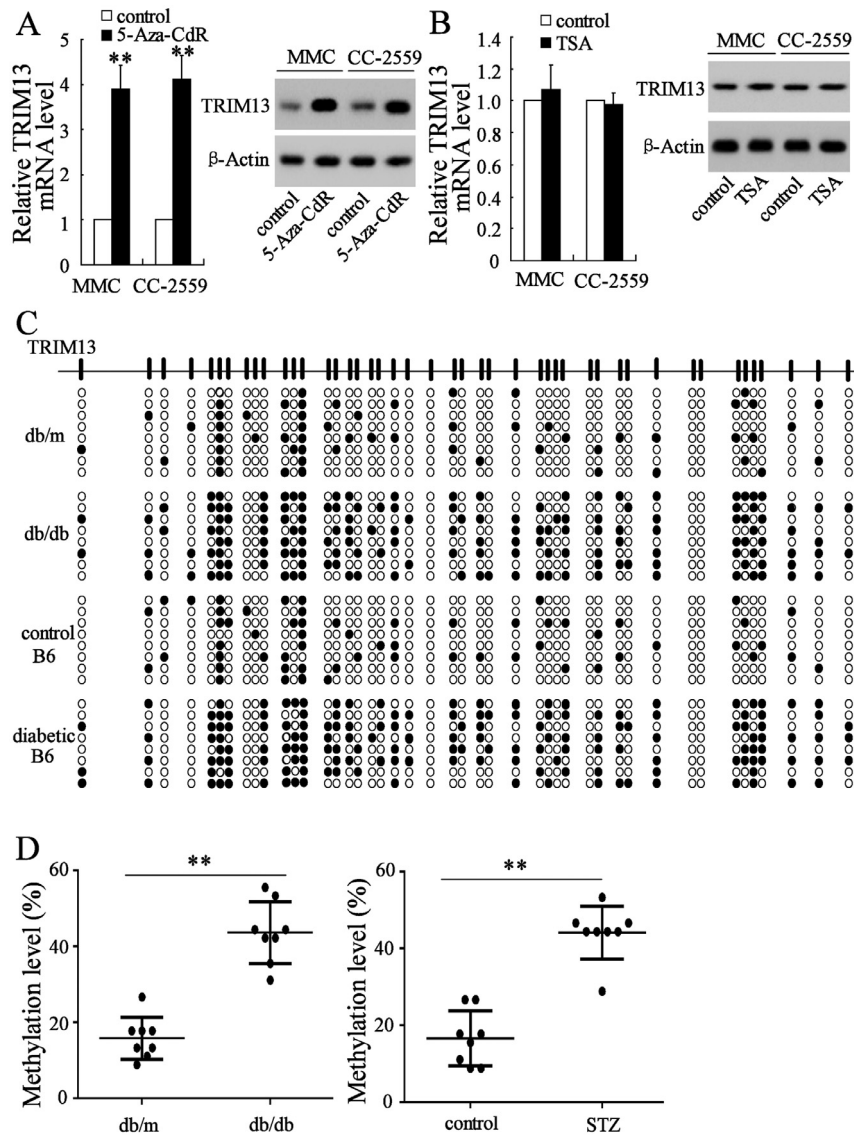 A
control
5-Aza-CdR
Relative TRIM13
mRNA level
5
4
3
2
1
0
**
**
MMC
CC-2559
MMC CC-2559
TRIM13
β-Actin
control
5-Aza-CdR
control
5-Aza-CdR
B
control
TSA
Relative TRIM13
mRNA level
1.4
1.2
1.0
0.8
0.6
0.4
0.2
0
MMC
CC-2559
MMC CC-2559
TRIM13
β-Actin
control
TSA
control
TSA
C
TRIM13
db/m
db/db
control
B6
diabetic
B6
D
Methylation level (%)
60
40
20
0
**
db/m
db/db
Methylation level (%)
60
40
20
0
**
control
STZ